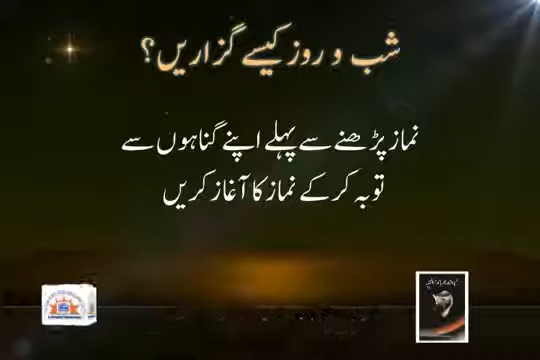 شب و روز کیسے گزاریں؟
نماز پڑھنے سے پہلے اپنے گناہوں سے
توبہ کر کے نماز کا آغاز کریں